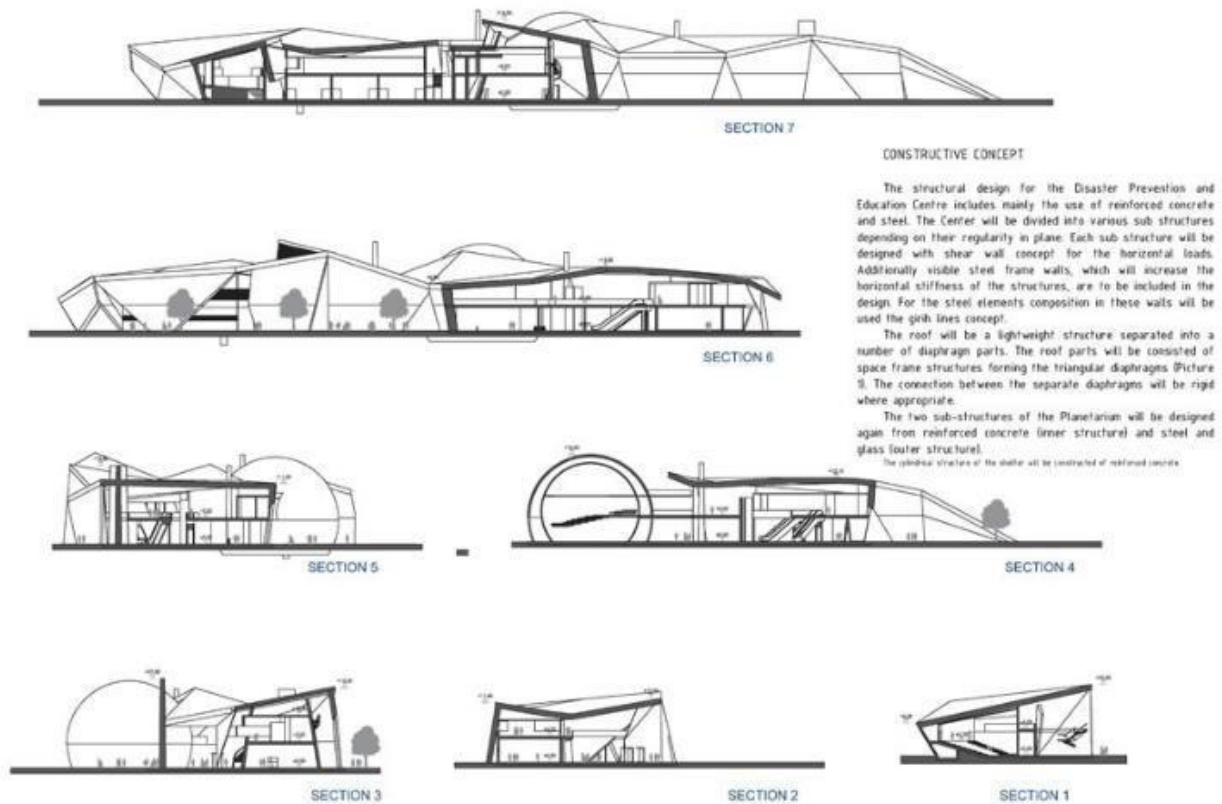 SECTION 7
CONSTRUCTIVE CONCEPT
The structural design for the Disaster Prevention and
Education Centre includes mainly the use of reinforced concrete
and steel. The Center will be divided into various sub structures
depending on their regularity in plane. Each sub structure will be
designed with shear wall concept for the horizontal loads.
Additionally visible steel frame walls, which will increase the
horizontal stiffness of the structures, are to be included in the
design. For the steel elements composition in these walls will be
used the girih lines concept.
The roof will be a lightweight structure separated into a
number of diaphragm parts. The roof parts will be consisted of
space frame structures forming the triangular diaphragms (Picture
1). The connection between the separate diaphragms will be rigid
where appropriate.
The two sub-structures of the Planetarium will be designed
again from reinforced concrete (inner structure) and steel and
glass (outer structure).
The cylindrical structure of the shelter will be constructed of reinforced concrete
SECTION 6
SECTION 5
SECTION 4
SECTION 3
SECTION 2
SECTION 1